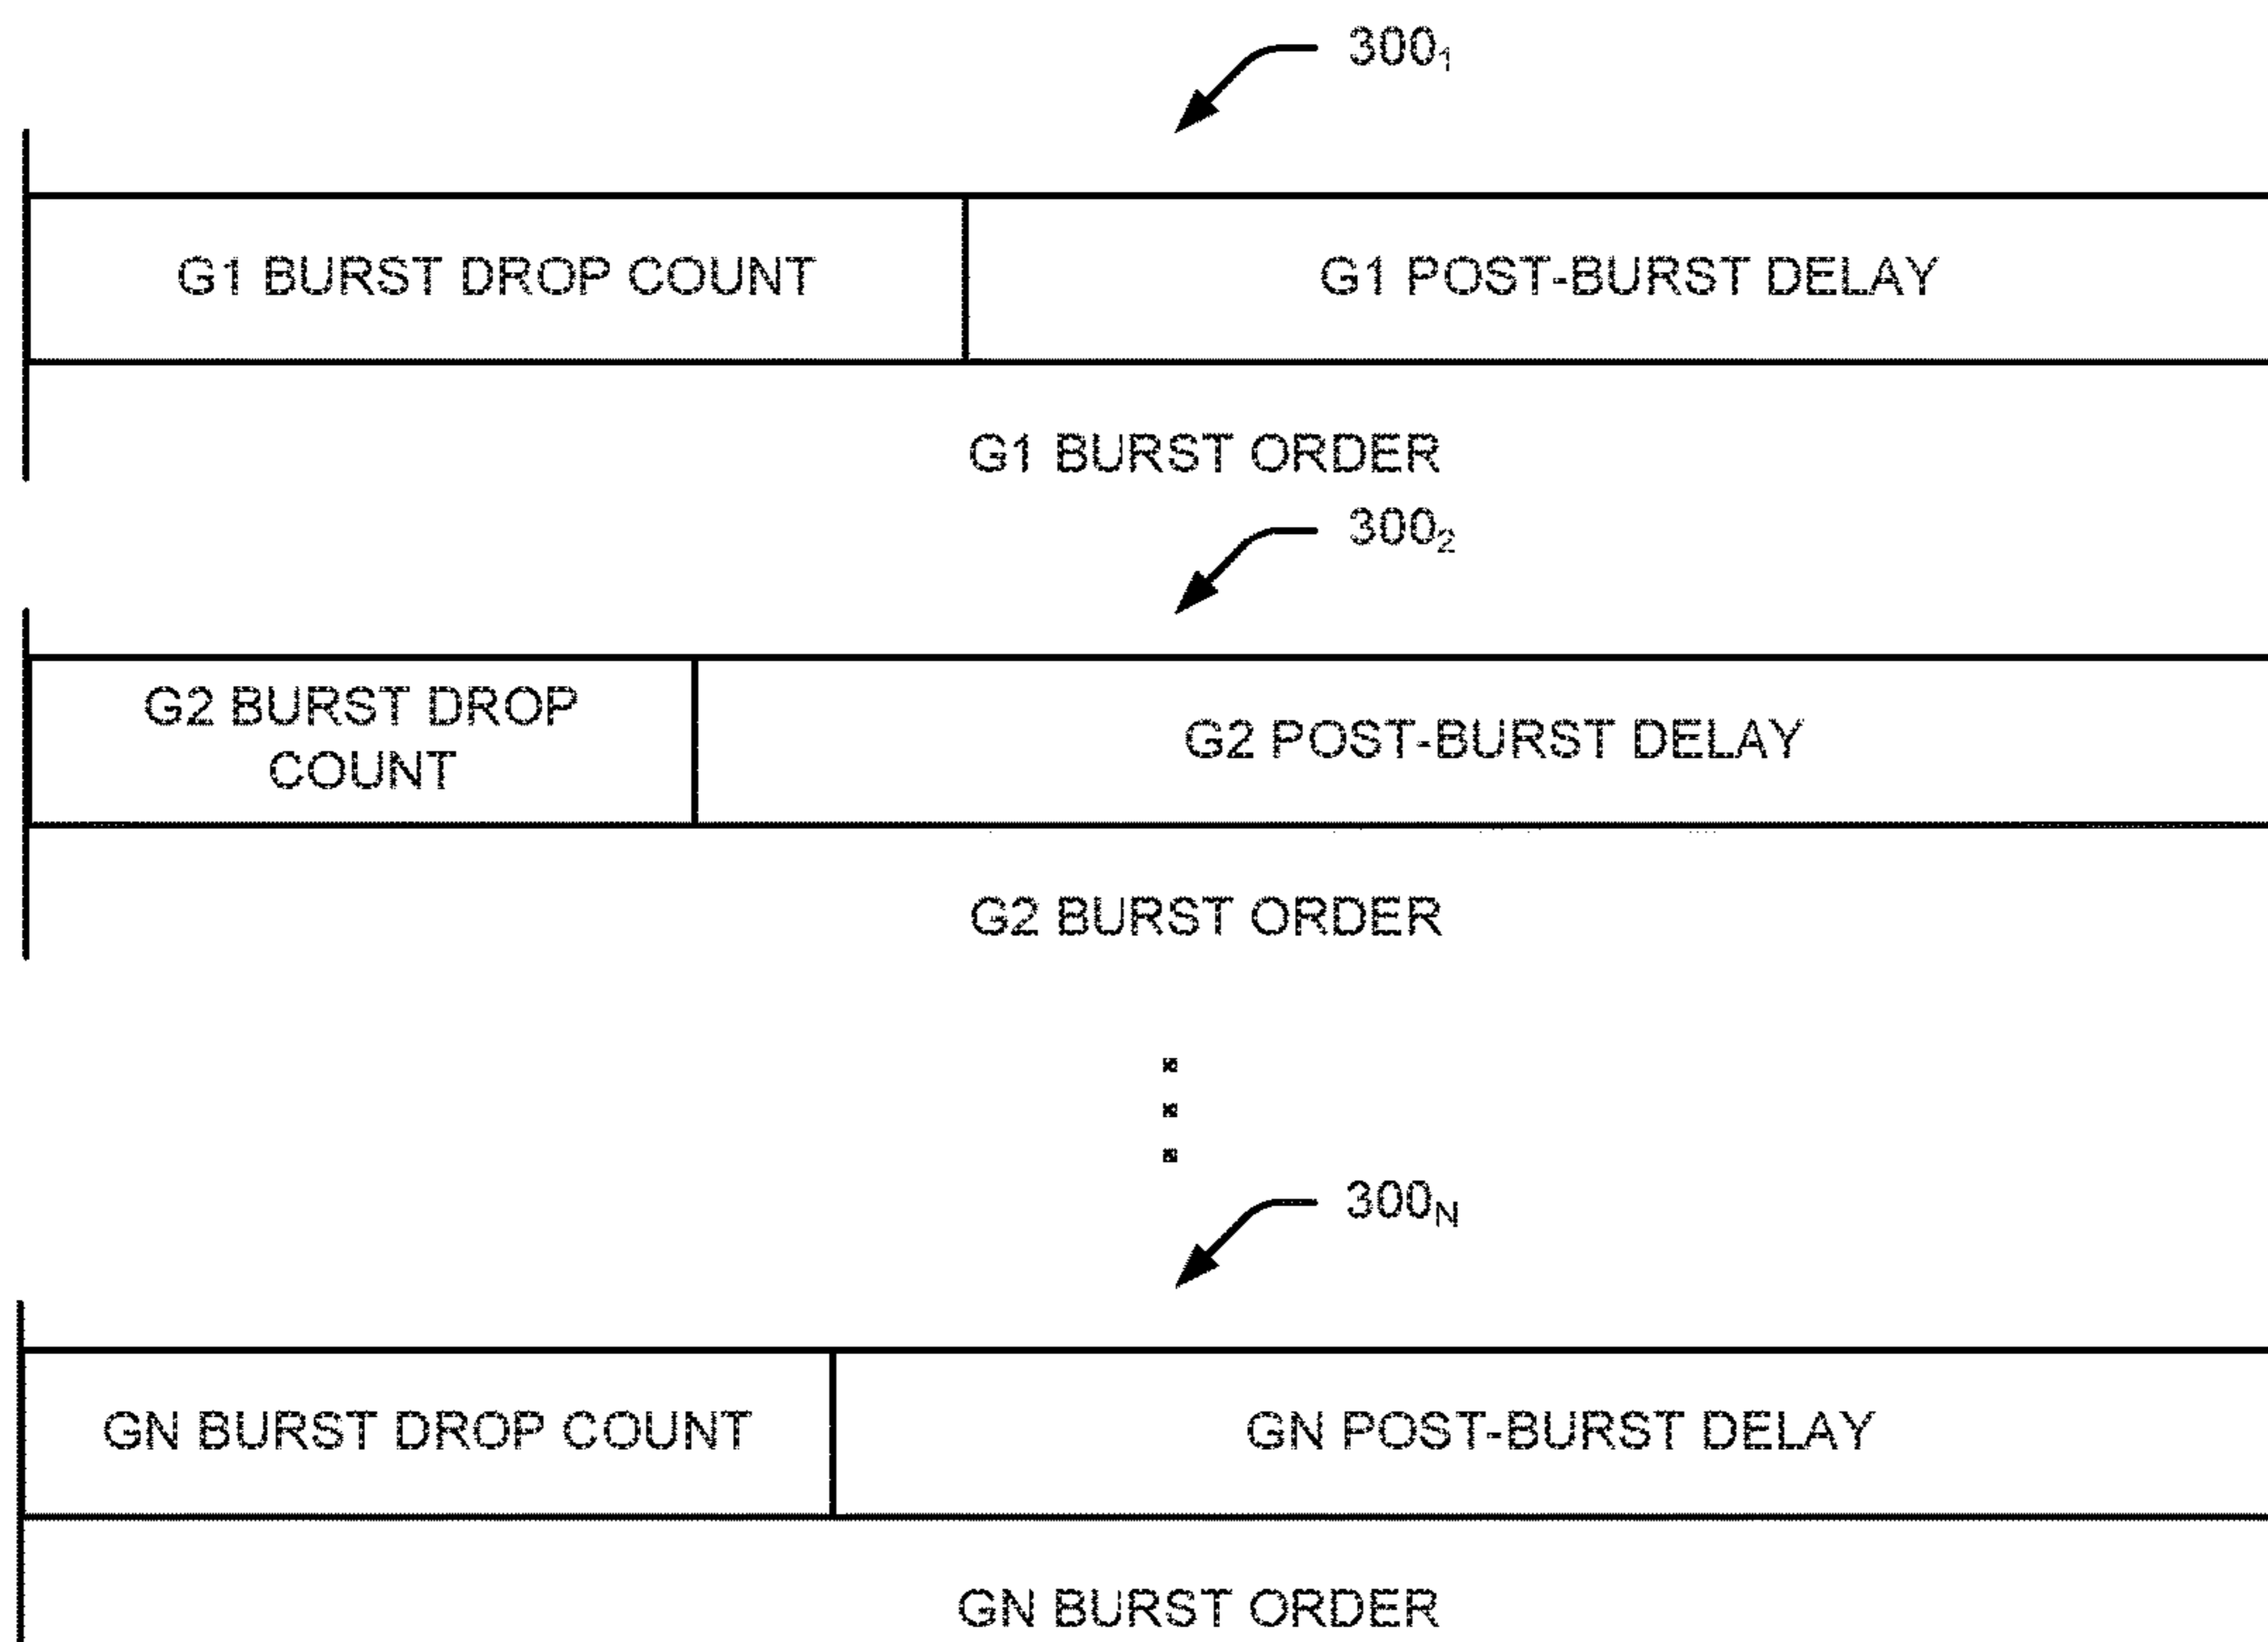 300₁
G1 BURST DROP COUNT
G1 POST-BURST DELAY
G1 BURST ORDER
300₂
G2 BURST DROP
COUNT
G2 POST-BURST DELAY
G2 BURST ORDER
300N
GN BURST DROP COUNT
GN POST-BURST DELAY
GN BURST ORDER